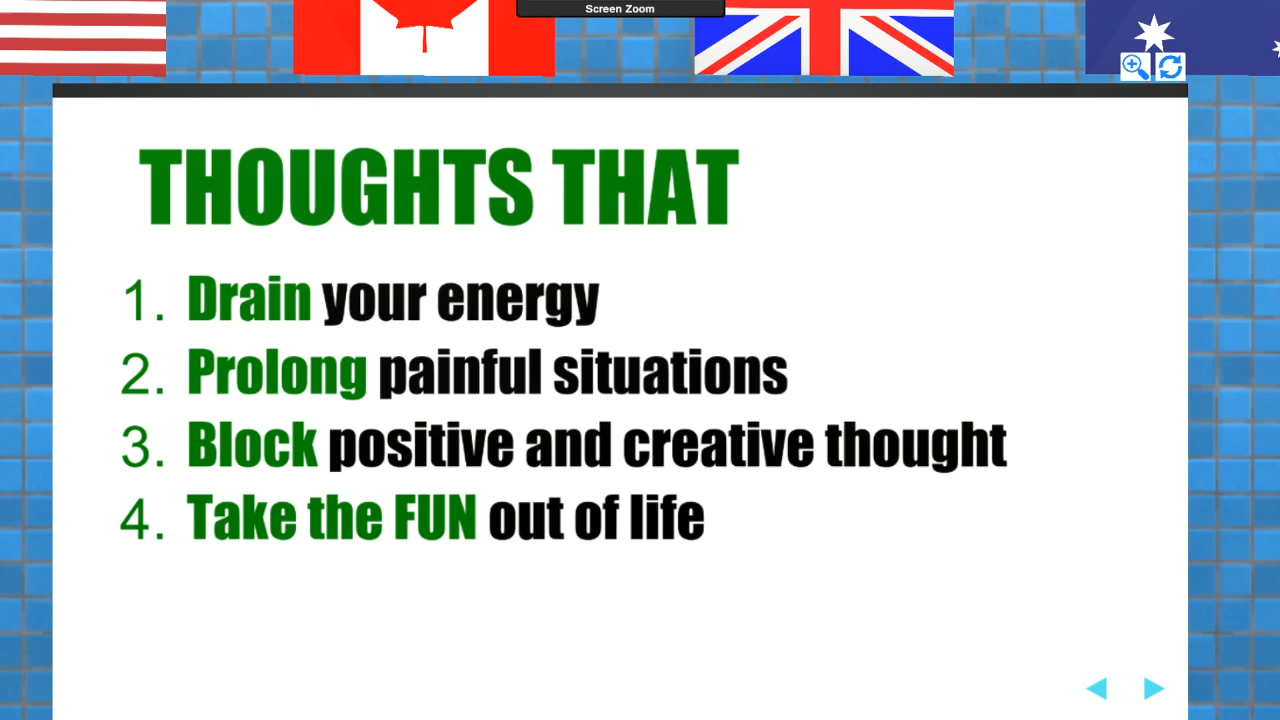 Screen Zoom
THOUGHTS THAT
1. Drain your energy
2. Prolong painful situations
3. Block positive and creative thought
4. Take the FUN out of life